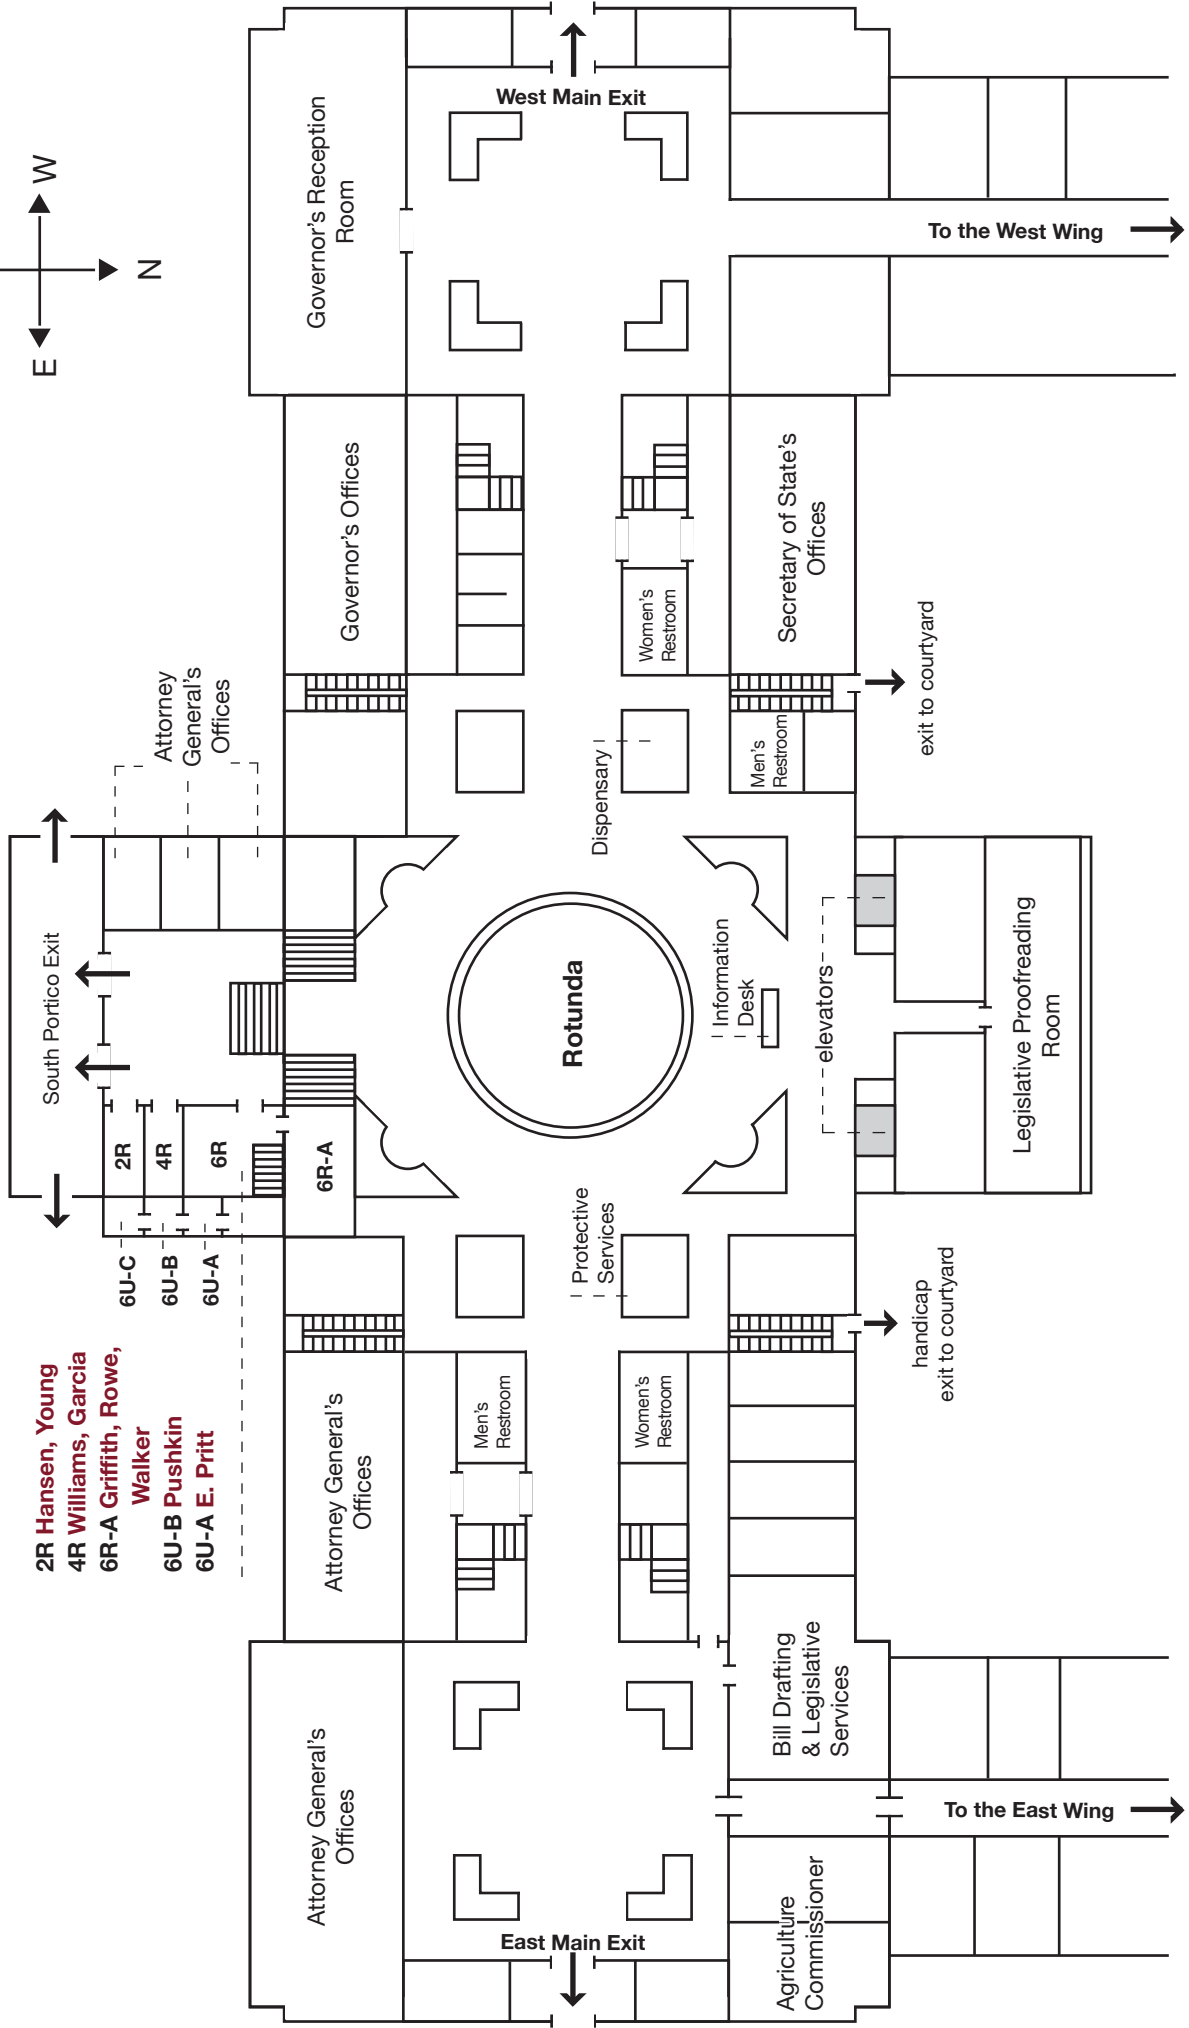 E
W
N
Governor's Reception
Room
West Main Exit
To the West Wing
Governor's Offices
Secretary of State's
Offices
Women's
Restroom
Men's
Restroom
exit to courtyard
Attorney
General's
Offices
Dispensary
South Portico Exit
Rotunda
Information
Desk
elevators
Legislative Proofreading
Room
2R
4R
6R
6R-A
6U-C
6U-B
6U-A
Protective
Services
handicap
exit to courtyard
2R Hansen, Young
4R Williams, Garcia
6R-A Griffith, Rowe,
Walker
6U-B Pushkin
6U-A E. Pritt
Attorney General's
Offices
Men's
Restroom
Women's
Restroom
Attorney General's
Offices
Bill Drafting
& Legislative
Services
To the East Wing
East Main Exit
Agriculture
Commissioner